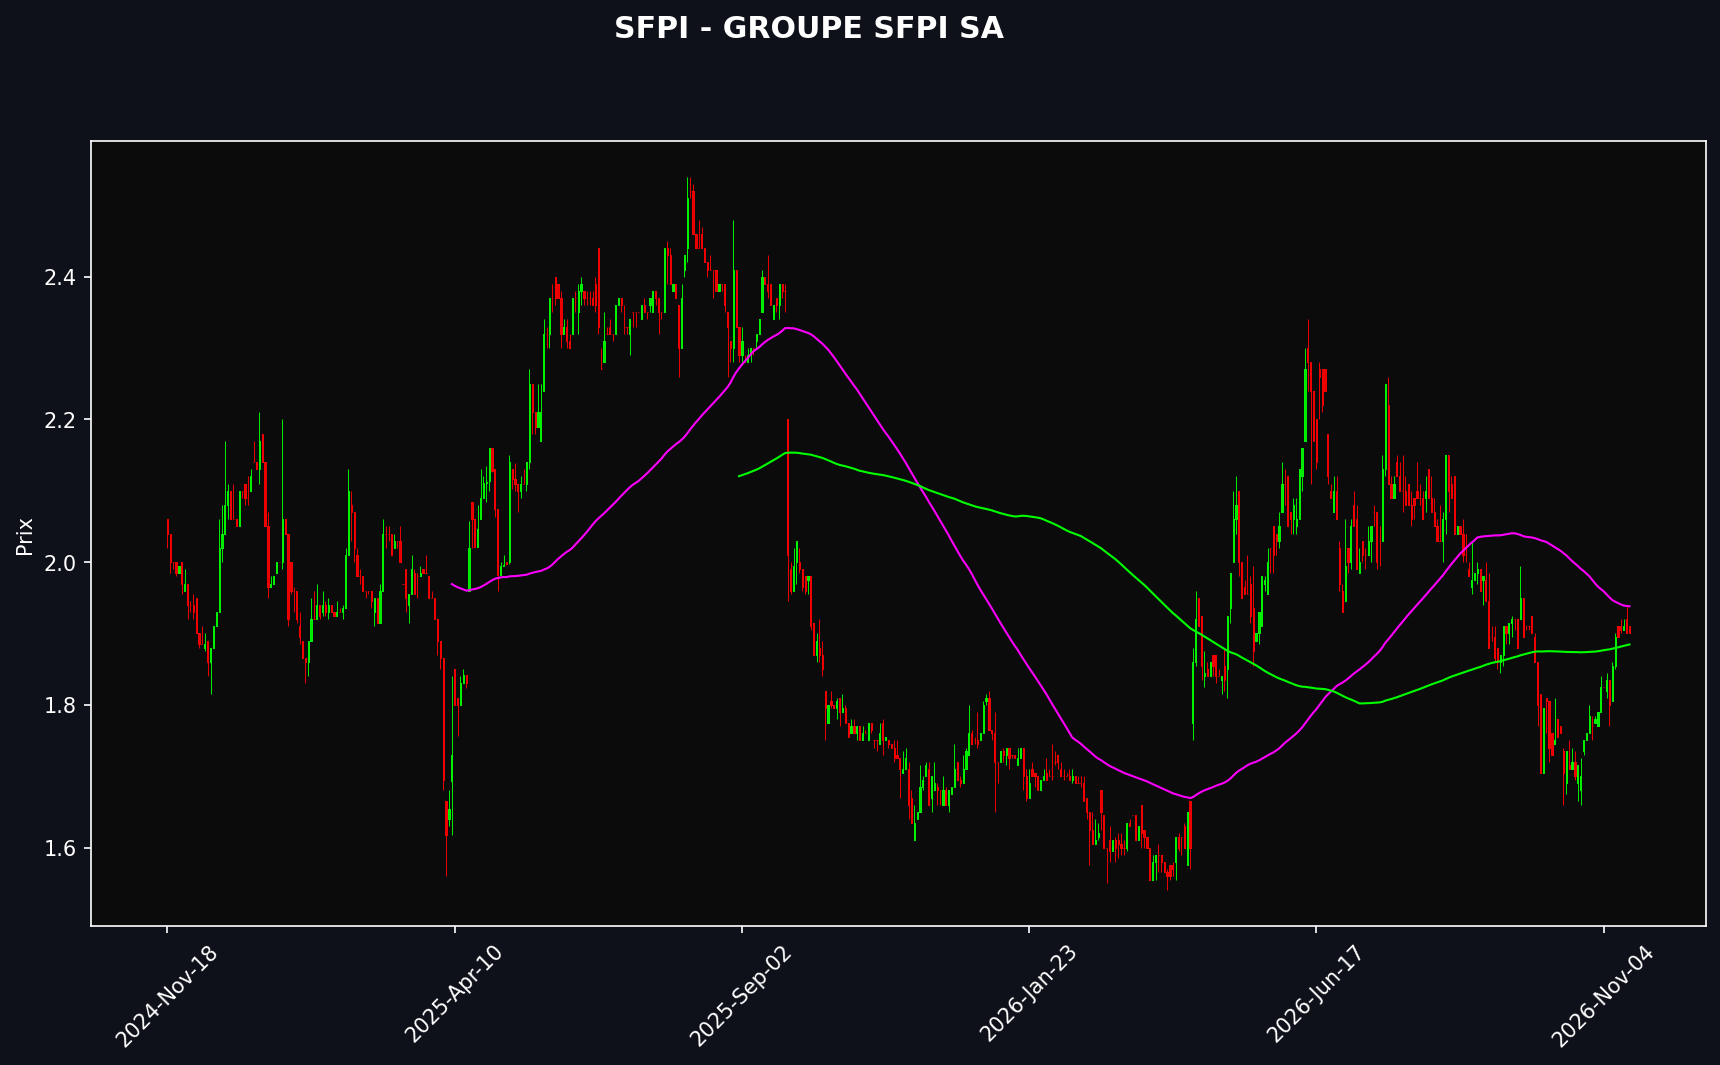 SFPI - GROUPE SFPI SA
Prix
2.4
2.2
2.0
1.8
1.6
2024-Nov-18
2025-Apr-10
2025-Sep-02
2026-Jan-23
2026-Jun-17
2026-Nov-04